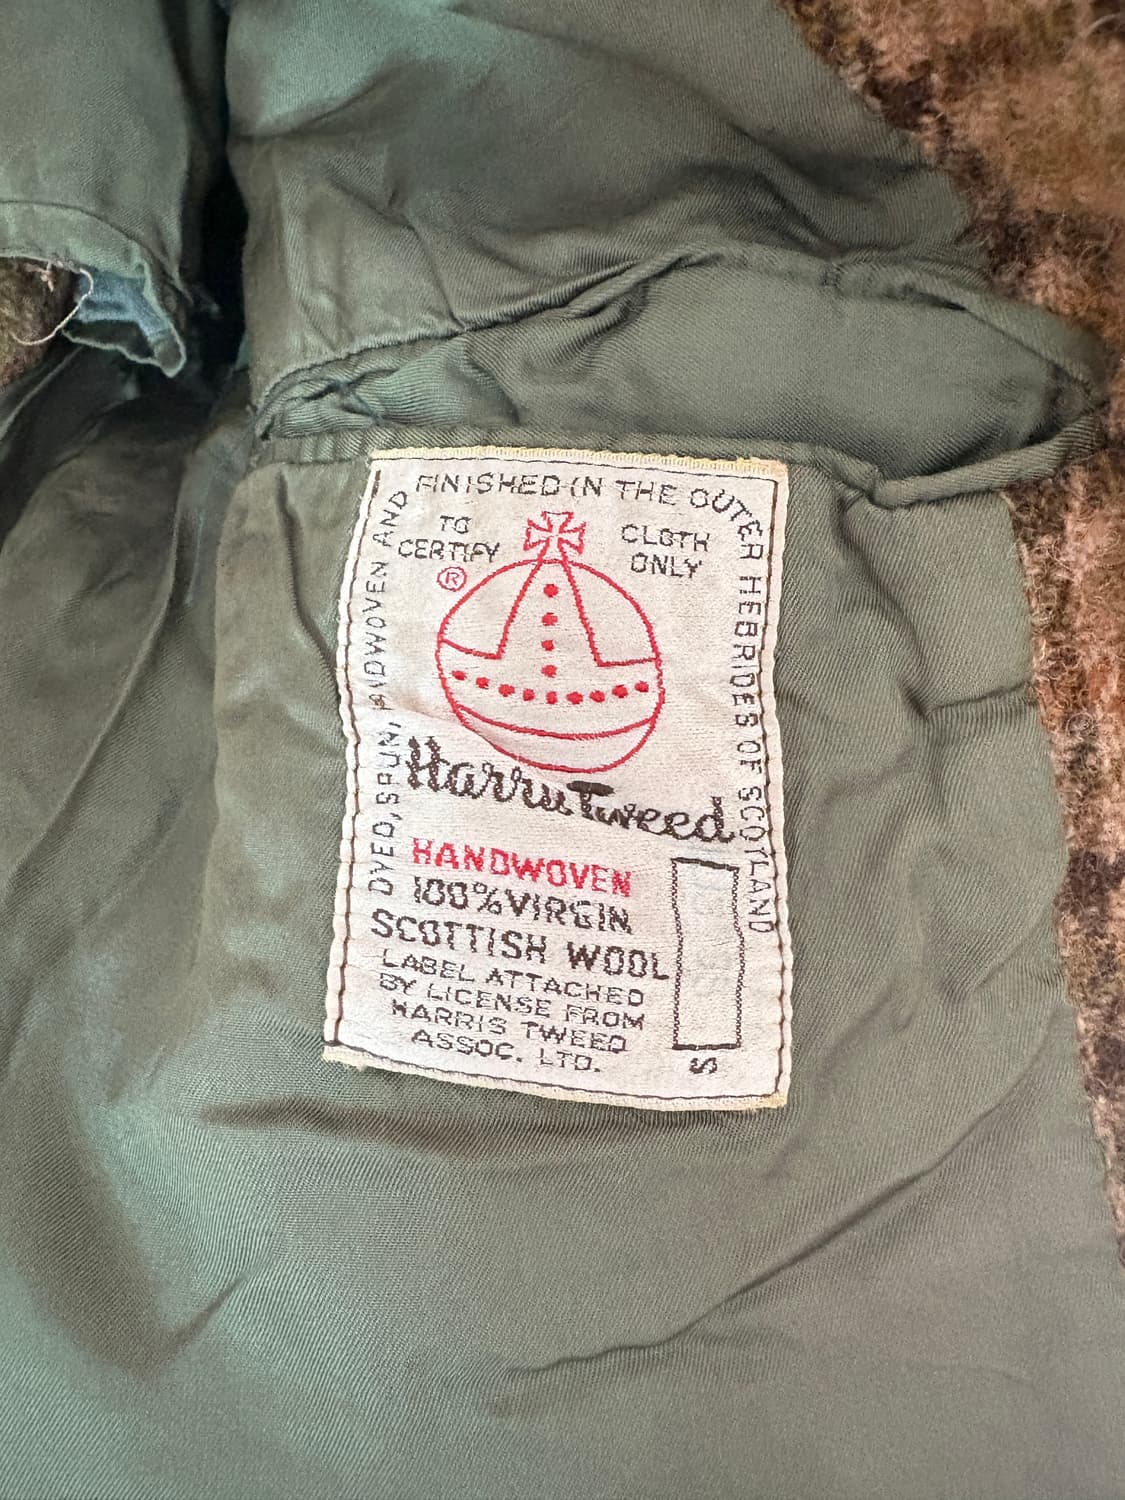 DYED, SPUN, HANDWOVEN AND FINISHED IN THE OUTER HEBRIDES OF SCOTLAND
TO
CERTIFY
CLOTH
ONLY
®
Harris Tweed
HANDWOVEN
100% VIRGIN
SCOTTISH WOOL
LABEL ATTACHED
BY LICENSE FROM
HARRIS TWEED
ASSOC. LTD.
S